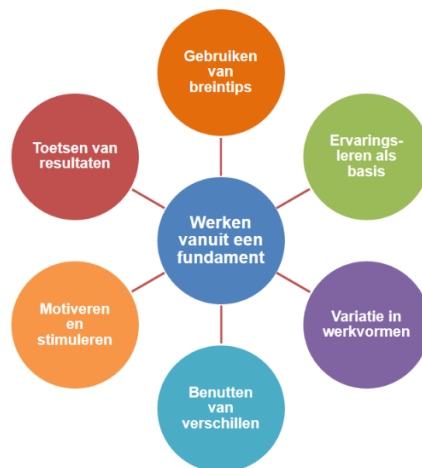 Gebruiken
van
breintips
Ervarings-
leren als
basis
Variatie in
werkvormen
Benutten
van
verschillen
Motiveren
en
stimuleren
Toetsen van
resultaten
Werken
vanuit een
fundament